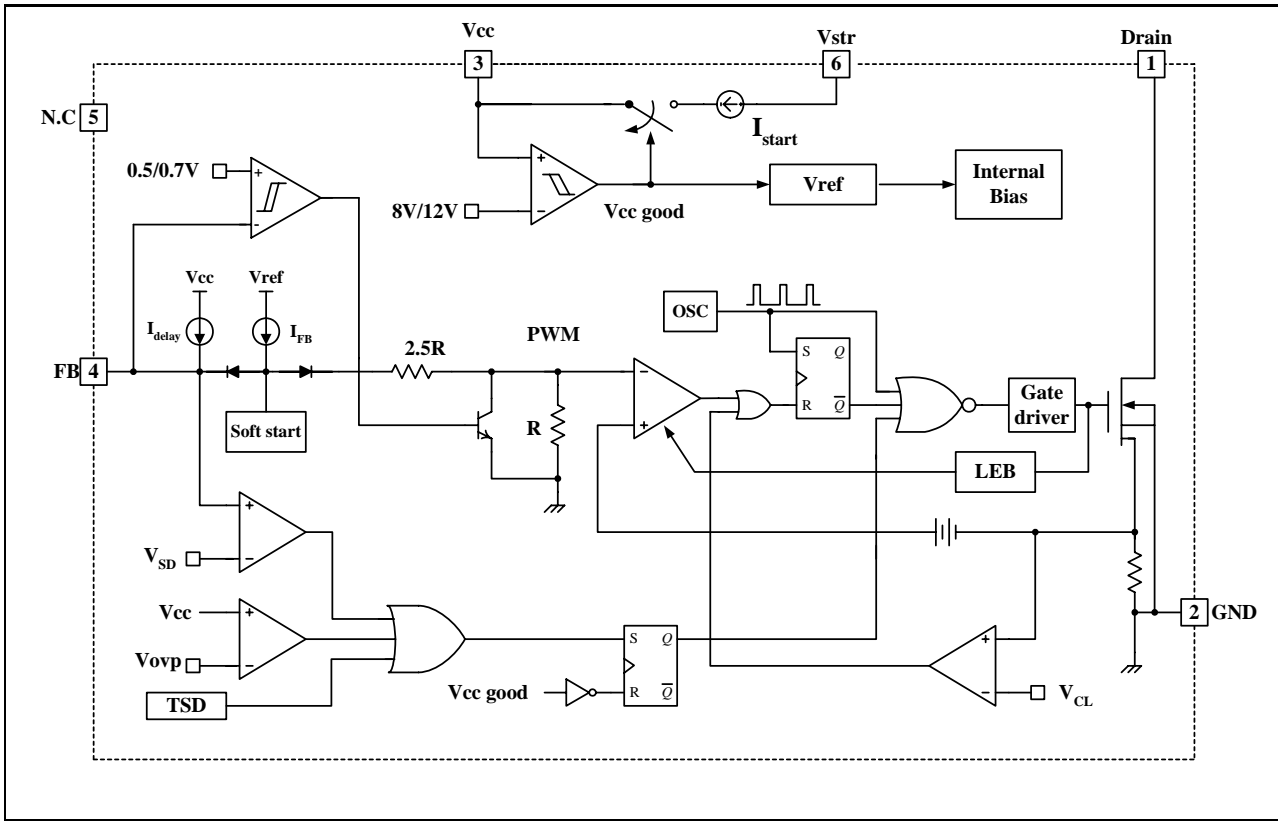 Vcc
Vstr
Drain
3
6
1
N.C
5
I start
0.5/0.7V
+
-
+
8V/12V
−
Vcc good
Vref
Internal
Bias
Vcc
Vref
OSC
I delay
I FB
PWM
2.5R
S
Q
FB
4
−
R
Q
Gate
driver
Soft start
R
+
LEB
+
V SD
−
Vcc
+
2
GND
S
Q
+
Vovp
−
Vcc good
R
Q
−
V CL
TSD